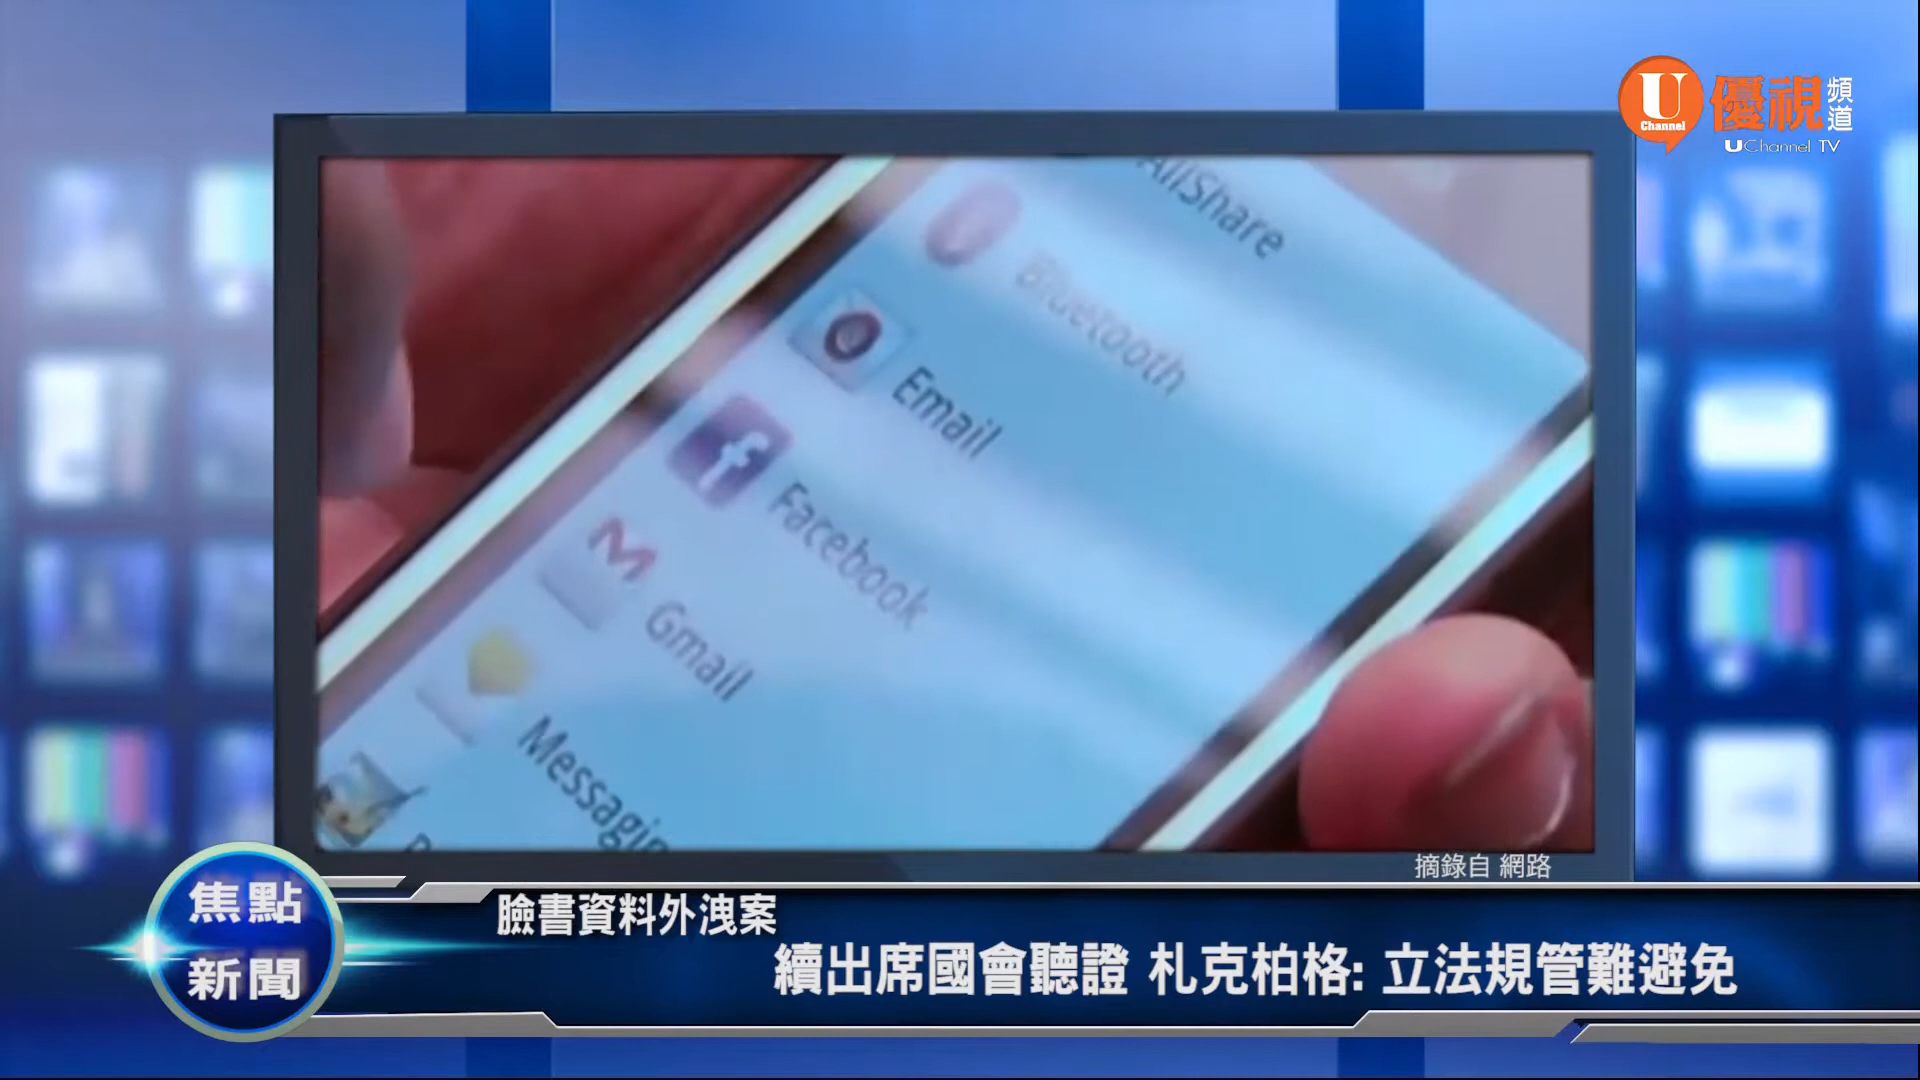 U Channel
優視頻道
UChannel TV
AllShare
Bluetooth
Email
Facebook
Gmail
摘錄自 網路
焦點新聞
臉書資料外洩案
續出席國會聽證 札克柏格: 立法規管難避免